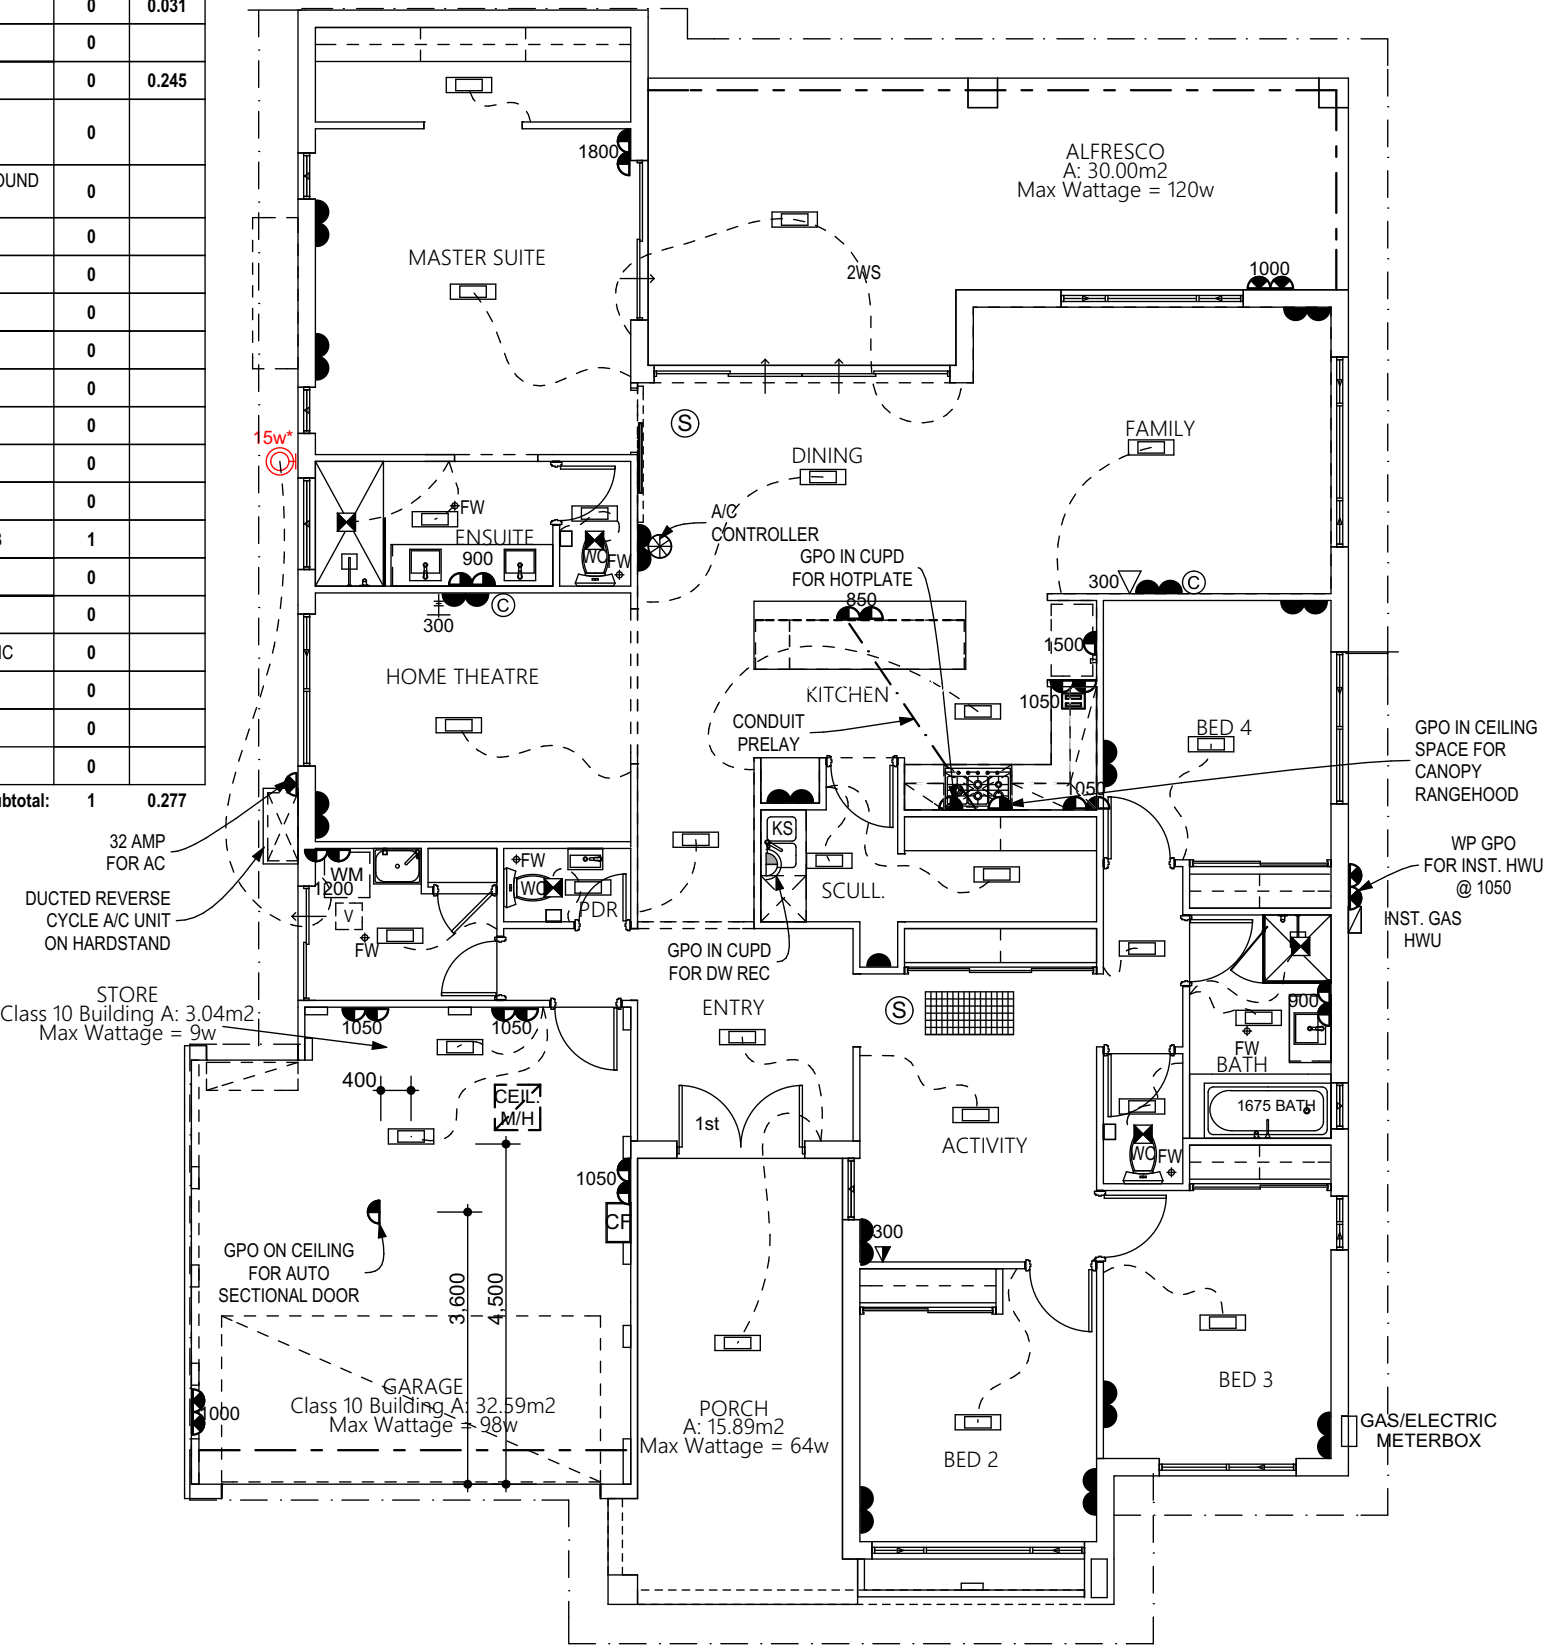 0 0.031
0
0 0.245
0
OUND 0
0
0
0
0
0
0
0
0
1
0
0
IC 0
0
0
0
btotal: 1 0.277
ALFRESCO
A: 30.00m2
Max Wattage = 120w
1800
MASTER SUITE
2WS
1000
15w*
S
DINING
FAMILY
FW
ENSUITE
900
WC
FW
A/C
CONTROLLER
GPO IN CUPD
FOR HOTPLATE
850
300
C
C
300
HOME THEATRE
1500
KITCHEN
1050
CONDUIT
PRELAY
BED 4
GPO IN CEILING
SPACE FOR
CANOPY
RANGEHOOD
32 AMP
FOR AC
KS
WP GPO
FOR INST. HWU
@ 1050
DUCTED REVERSE
CYCLE A/C UNIT
ON HARDSTAND
WM
1200
V
FW
FW
WC
PDR
SCULL.
INST. GAS
HWU
GPO IN CUPD
FOR DW REC
STORE
Class 10 Building A: 3.04m2
Max Wattage = 9w
1050
1050
ENTRY
S
900
FW
BATH
400
CEIL.
M/H
1st
1675 BATH
ACTIVITY
WC
FW
1050
GPO ON CEILING
FOR AUTO
SECTIONAL DOOR
300
3,600
4,500
GARAGE
Class 10 Building A: 32.59m2
Max Wattage = 98w
PORCH
A: 15.89m2
Max Wattage = 64w
BED 3
BED 2
GAS/ELECTRIC
METERBOX